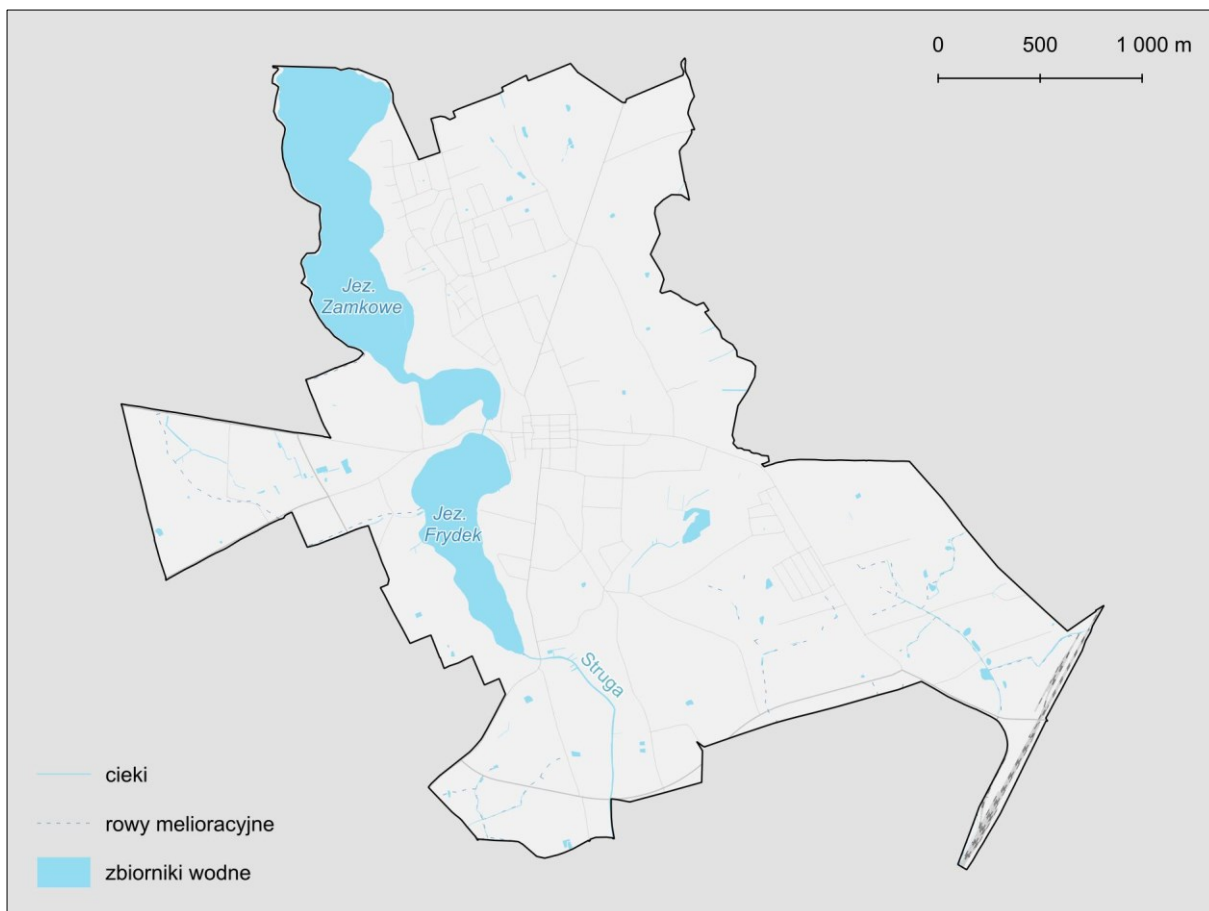 0 500 1 000 m
Jez.
Zamkowe
Jez.
Frydek
Struga
cieki
rowy melioracyjne
zbiorniki wodne